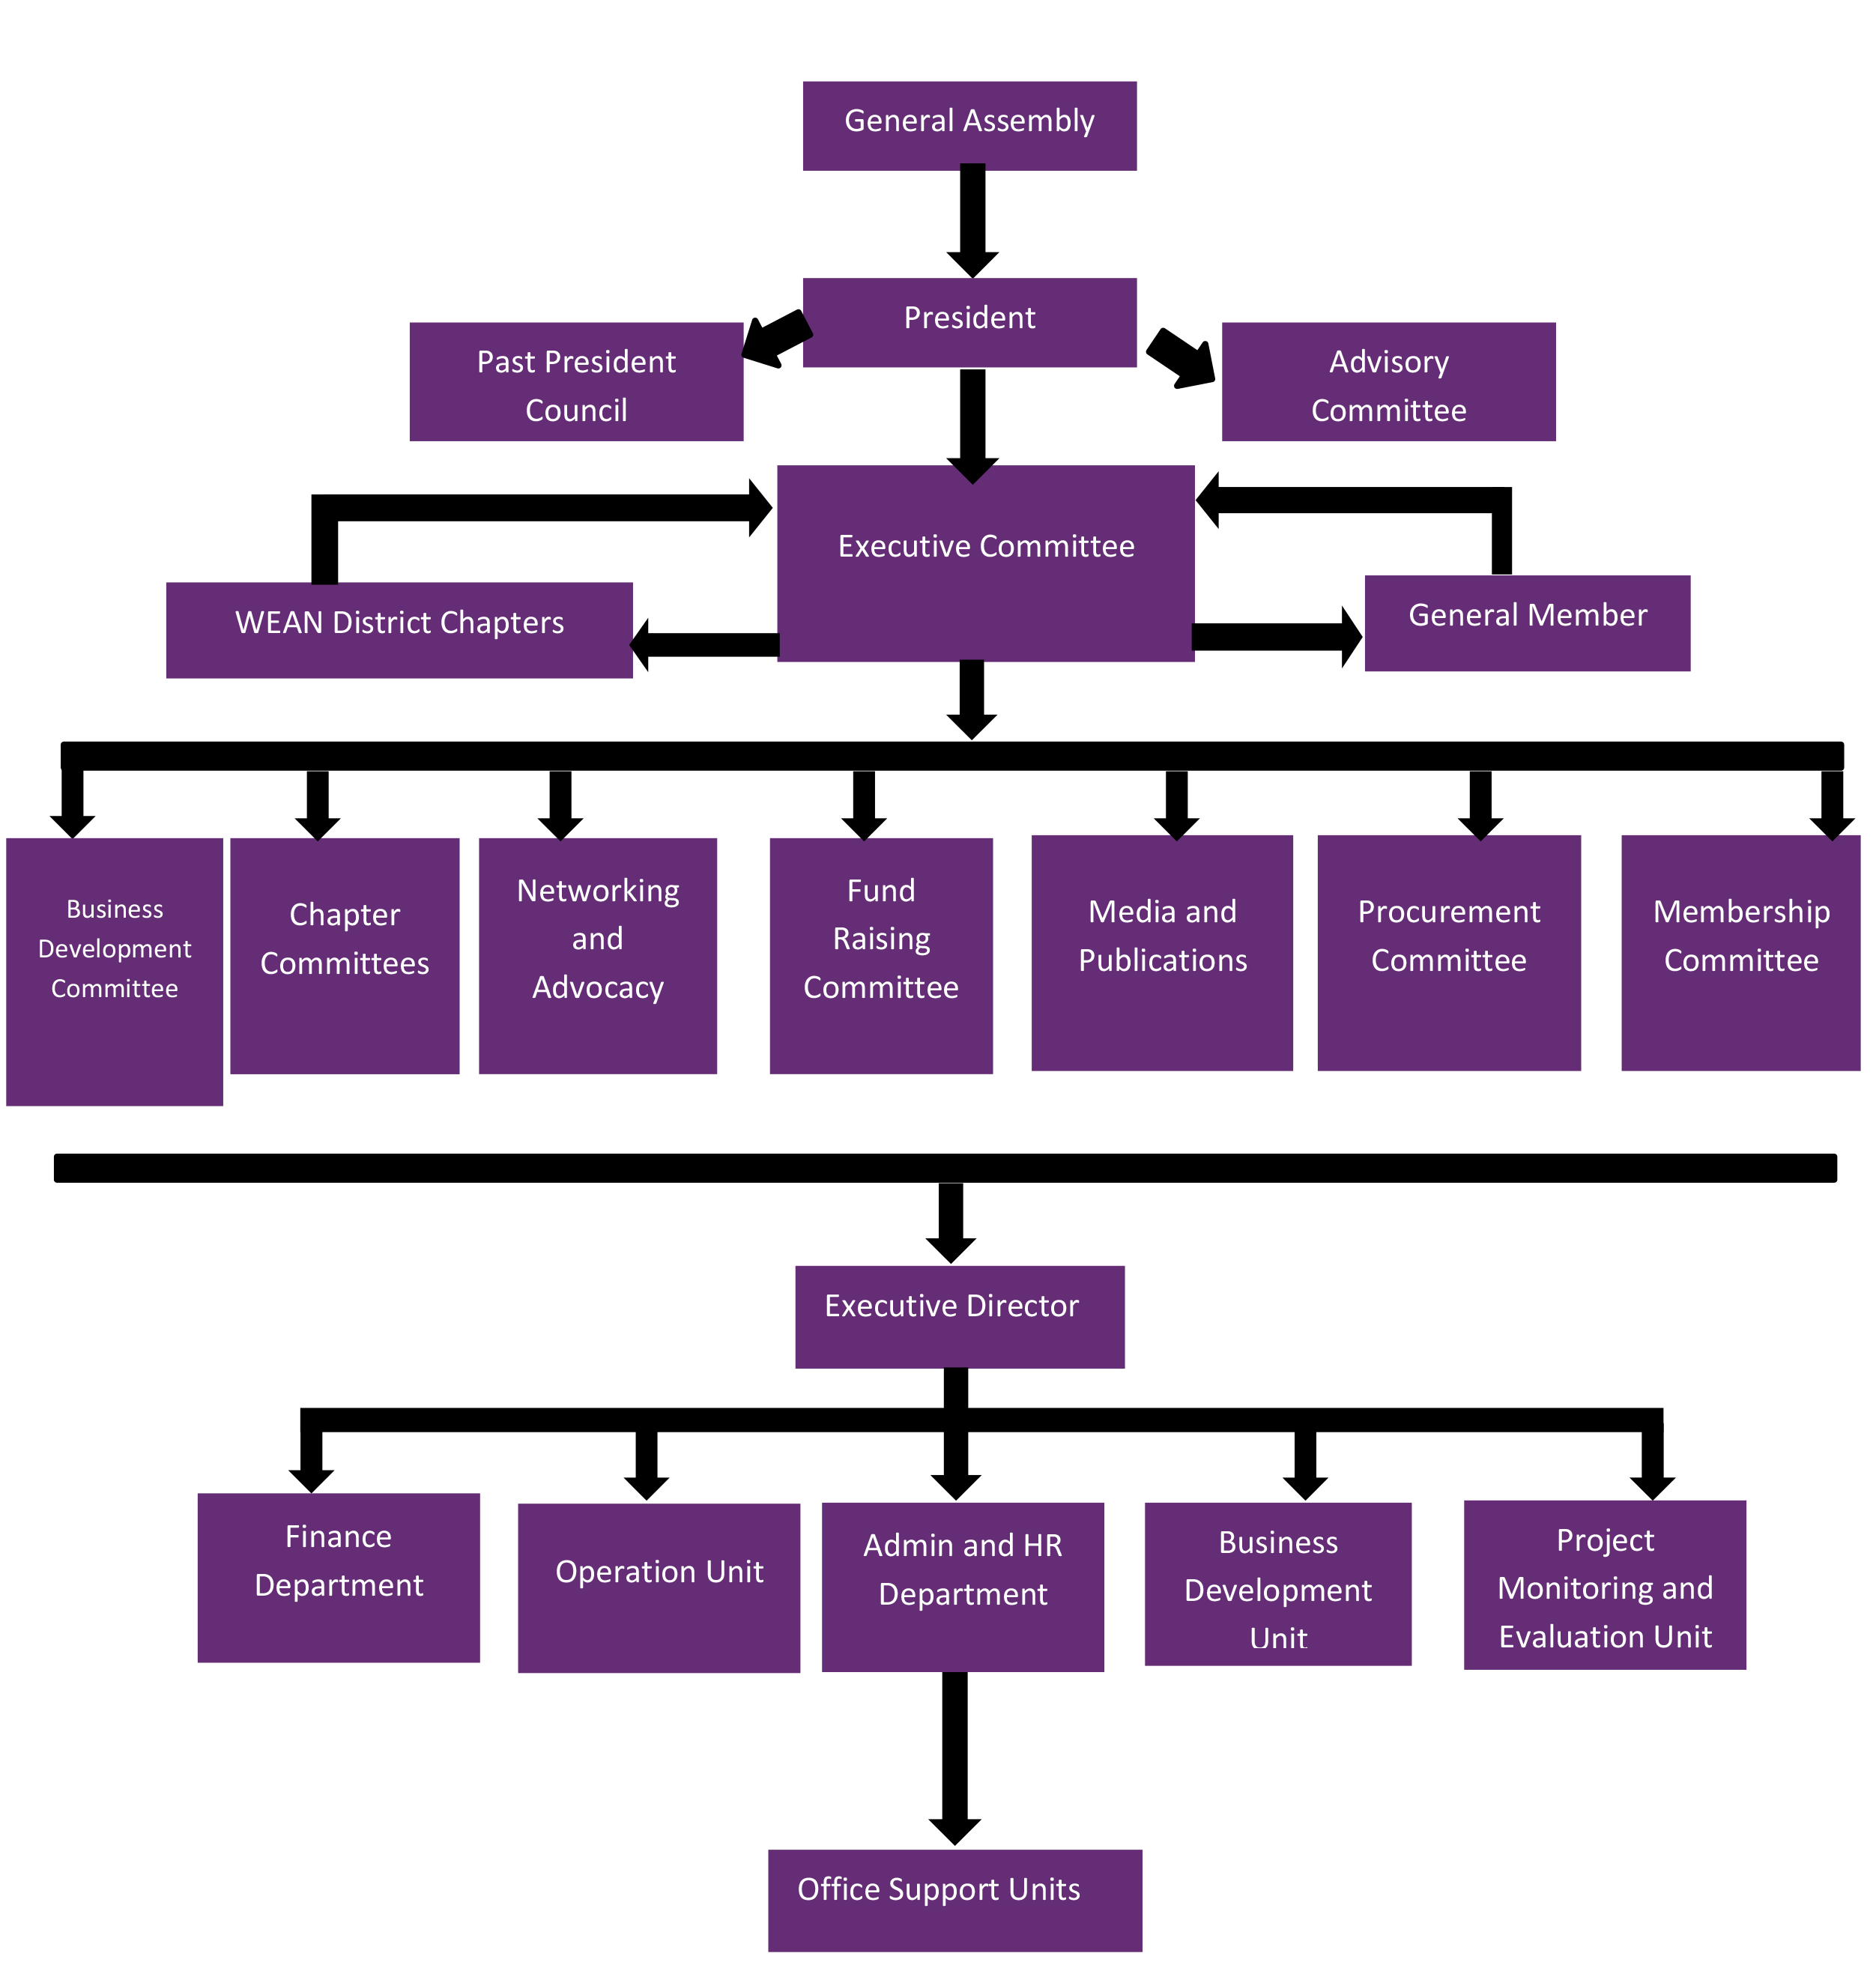 General Assembly
President
Past President
Council
Advisory
Committee
Executive Committee
WEAN District Chapters
General Member
Business
Development
Committee
Chapter
Committees
Networking
and
Advocacy
Fund
Raising
Committee
Media and
Publications
Procurement
Committee
Membership
Committee
Executive Director
Finance
Department
Operation Unit
Admin and HR
Department
Business
Development
Unit
Project
Monitoring and
Evaluation Unit
Office Support Units